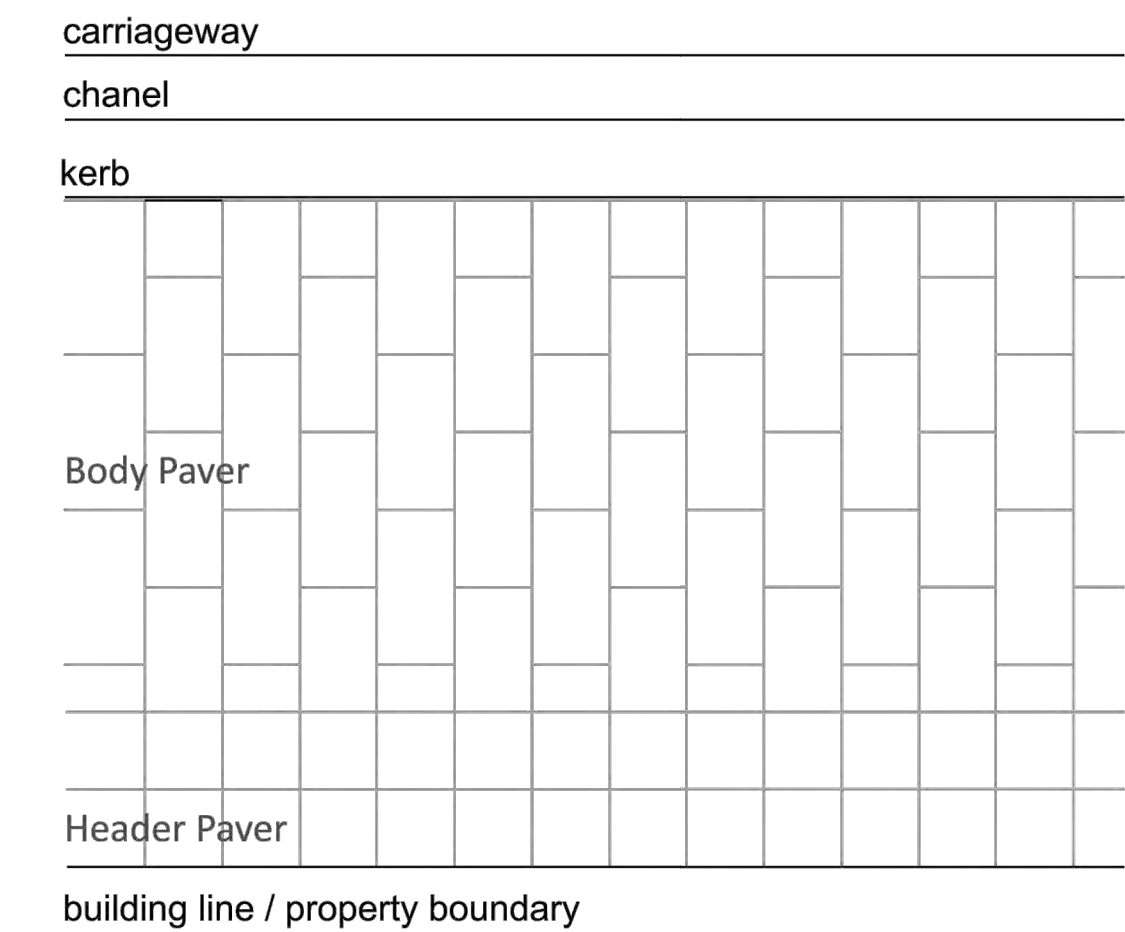 carriageway
chanel
kerb
Body Paver
Header Paver
building line / property boundary